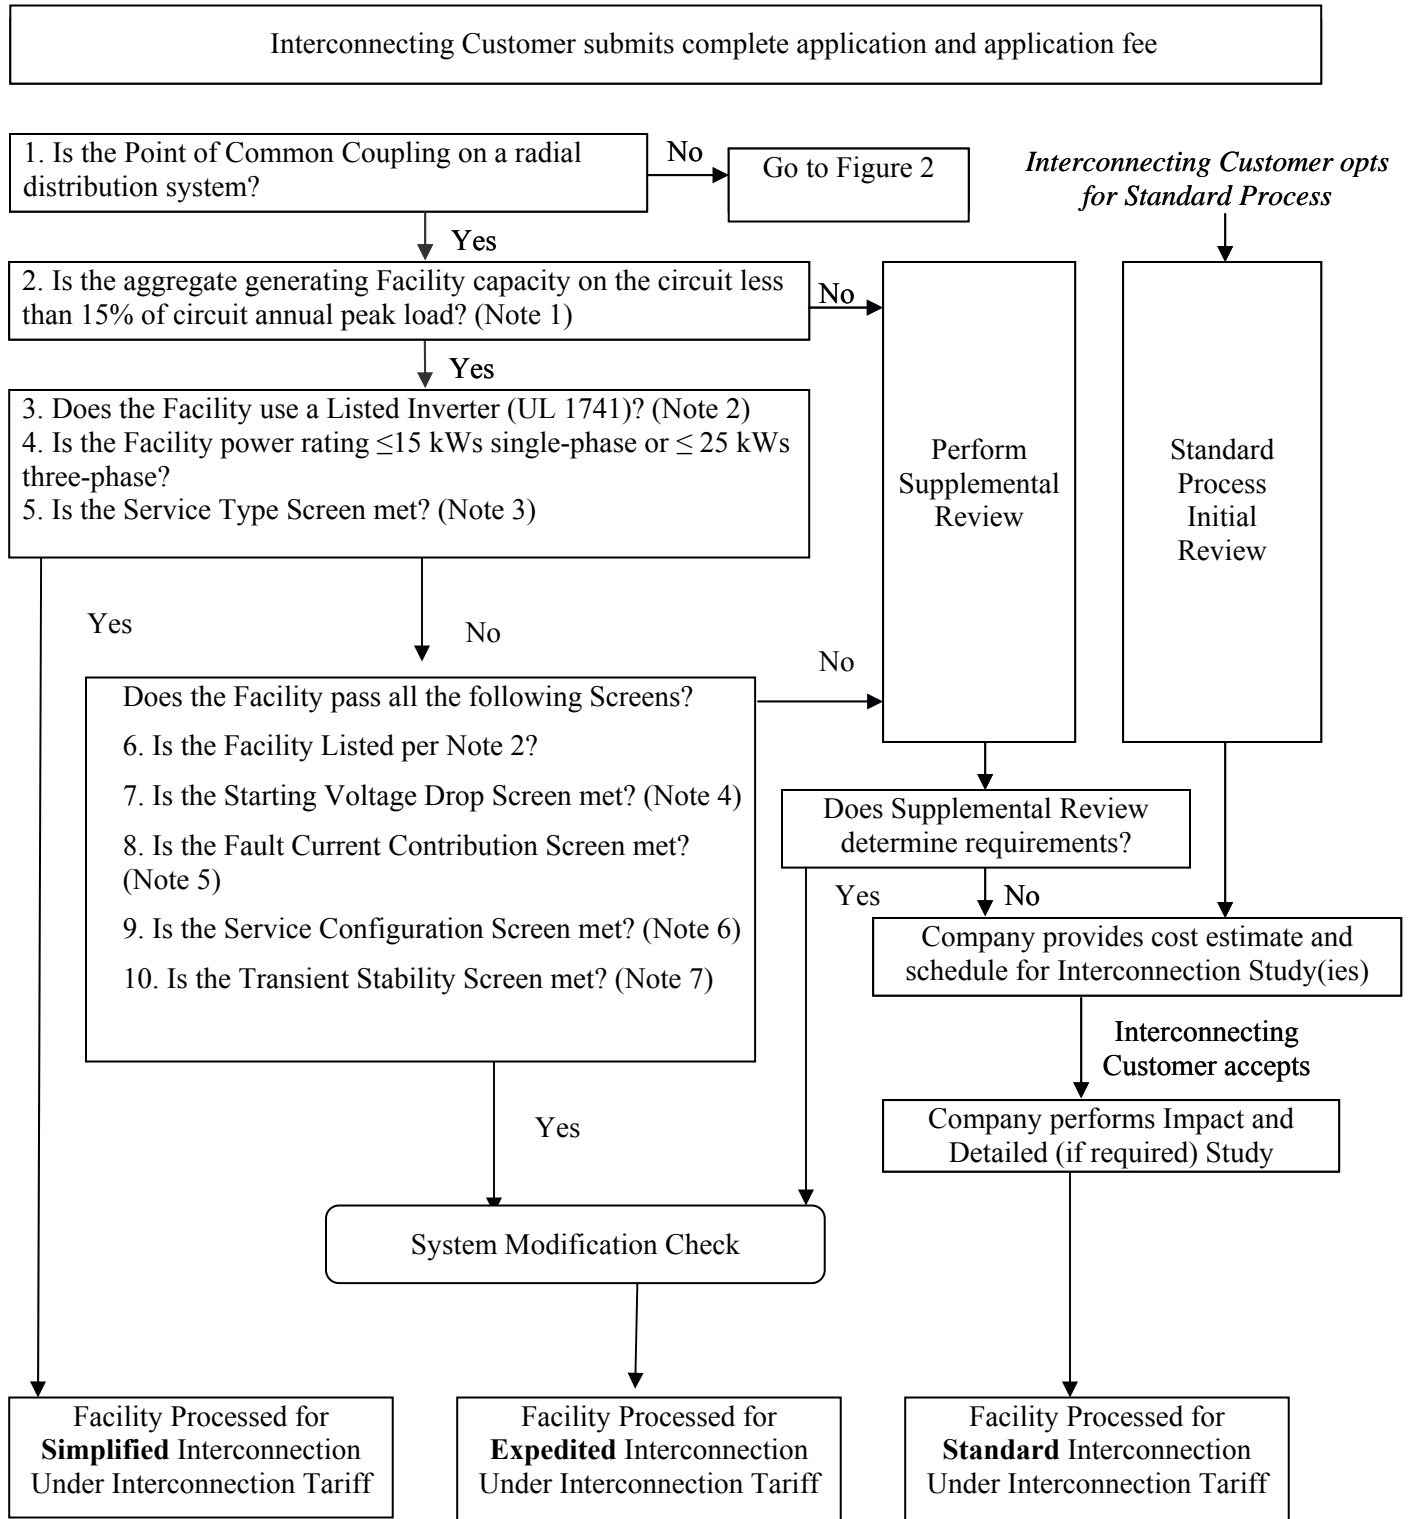 Interconnecting Customer submits complete application and application fee
1. Is the Point of Common Coupling on a radial
distribution system?
No
Go to Figure 2
Interconnecting Customer opts
for Standard Process
Yes
2. Is the aggregate generating Facility capacity on the circuit less
than 15% of circuit annual peak load? (Note 1)
No
Yes
3. Does the Facility use a Listed Inverter (UL 1741)? (Note 2)
4. Is the Facility power rating ≤15 kWs single-phase or ≤ 25 kWs
three-phase?
5. Is the Service Type Screen met? (Note 3)
Perform
Supplemental
Review
Standard
Process
Initial
Review
Yes
No
No
Does the Facility pass all the following Screens?
6. Is the Facility Listed per Note 2?
7. Is the Starting Voltage Drop Screen met? (Note 4)
8. Is the Fault Current Contribution Screen met?
(Note 5)
9. Is the Service Configuration Screen met? (Note 6)
10. Is the Transient Stability Screen met? (Note 7)
Does Supplemental Review
determine requirements?
Yes
No
Company provides cost estimate and
schedule for Interconnection Study(ies)
Interconnecting
Customer accepts
Company performs Impact and
Detailed (if required) Study
Yes
System Modification Check
Facility Processed for
Simplified Interconnection
Under Interconnection Tariff
Facility Processed for
Expedited Interconnection
Under Interconnection Tariff
Facility Processed for
Standard Interconnection
Under Interconnection Tariff